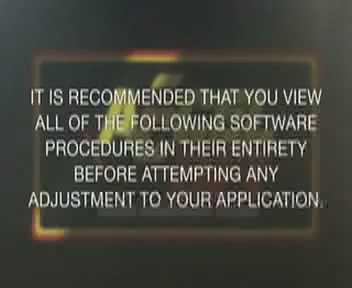 IT IS RECOMMENDED THAT YOU VIEW
ALL OF THE FOLLOWING SOFTWARE
PROCEDURES IN THEIR ENTIRETY
BEFORE ATTEMPTING ANY
ADJUSTMENT TO YOUR APPLICATION.